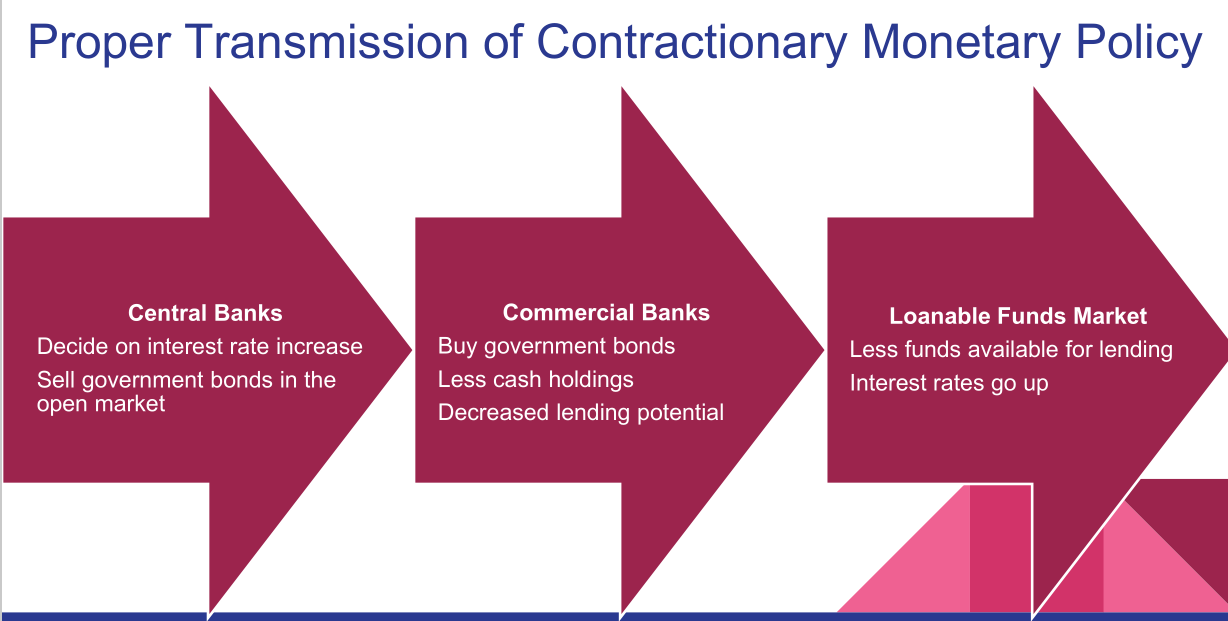 Proper Transmission of Contractionary Monetary Policy
Central Banks
Decide on interest rate increase
Sell government bonds in the
open market
Commercial Banks
Buy government bonds
Less cash holdings
Decreased lending potential
Loanable Funds Market
Less funds available for lending
Interest rates go up